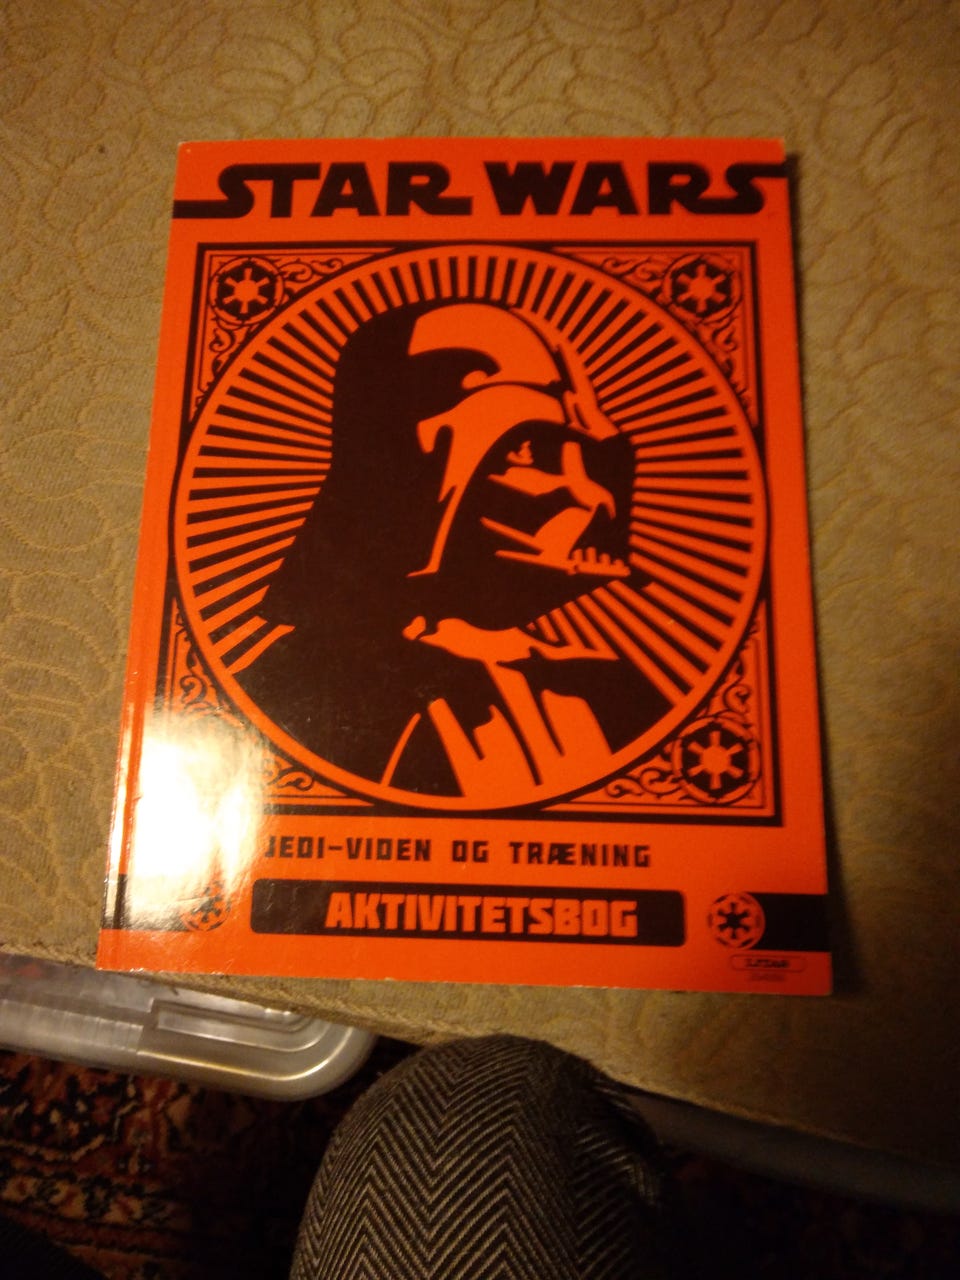 STAR WARS
JEDI-VIDEN OG TRÆNING
AKTIVITETSBOG